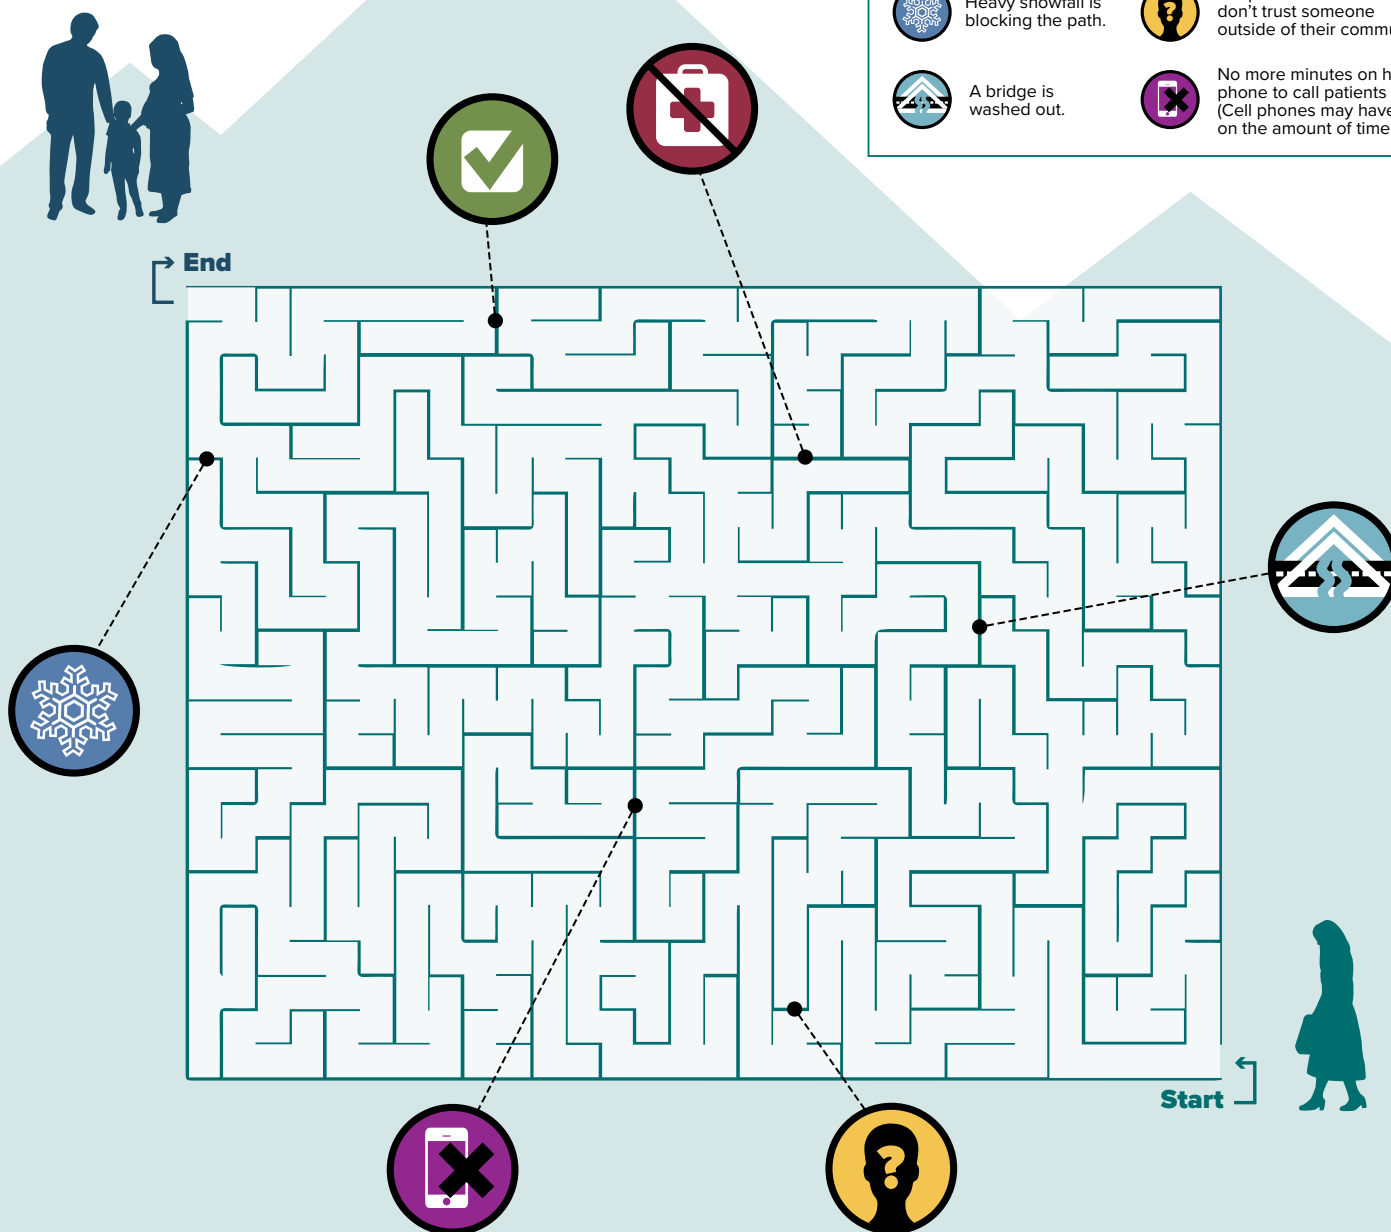 Heavy snowfall is
blocking the path.
don't trust someone
outside of their
A bridge is
washed out.
No more minutes on
phone to call patients
(Cell phones may have
on the amount of time
End
Start